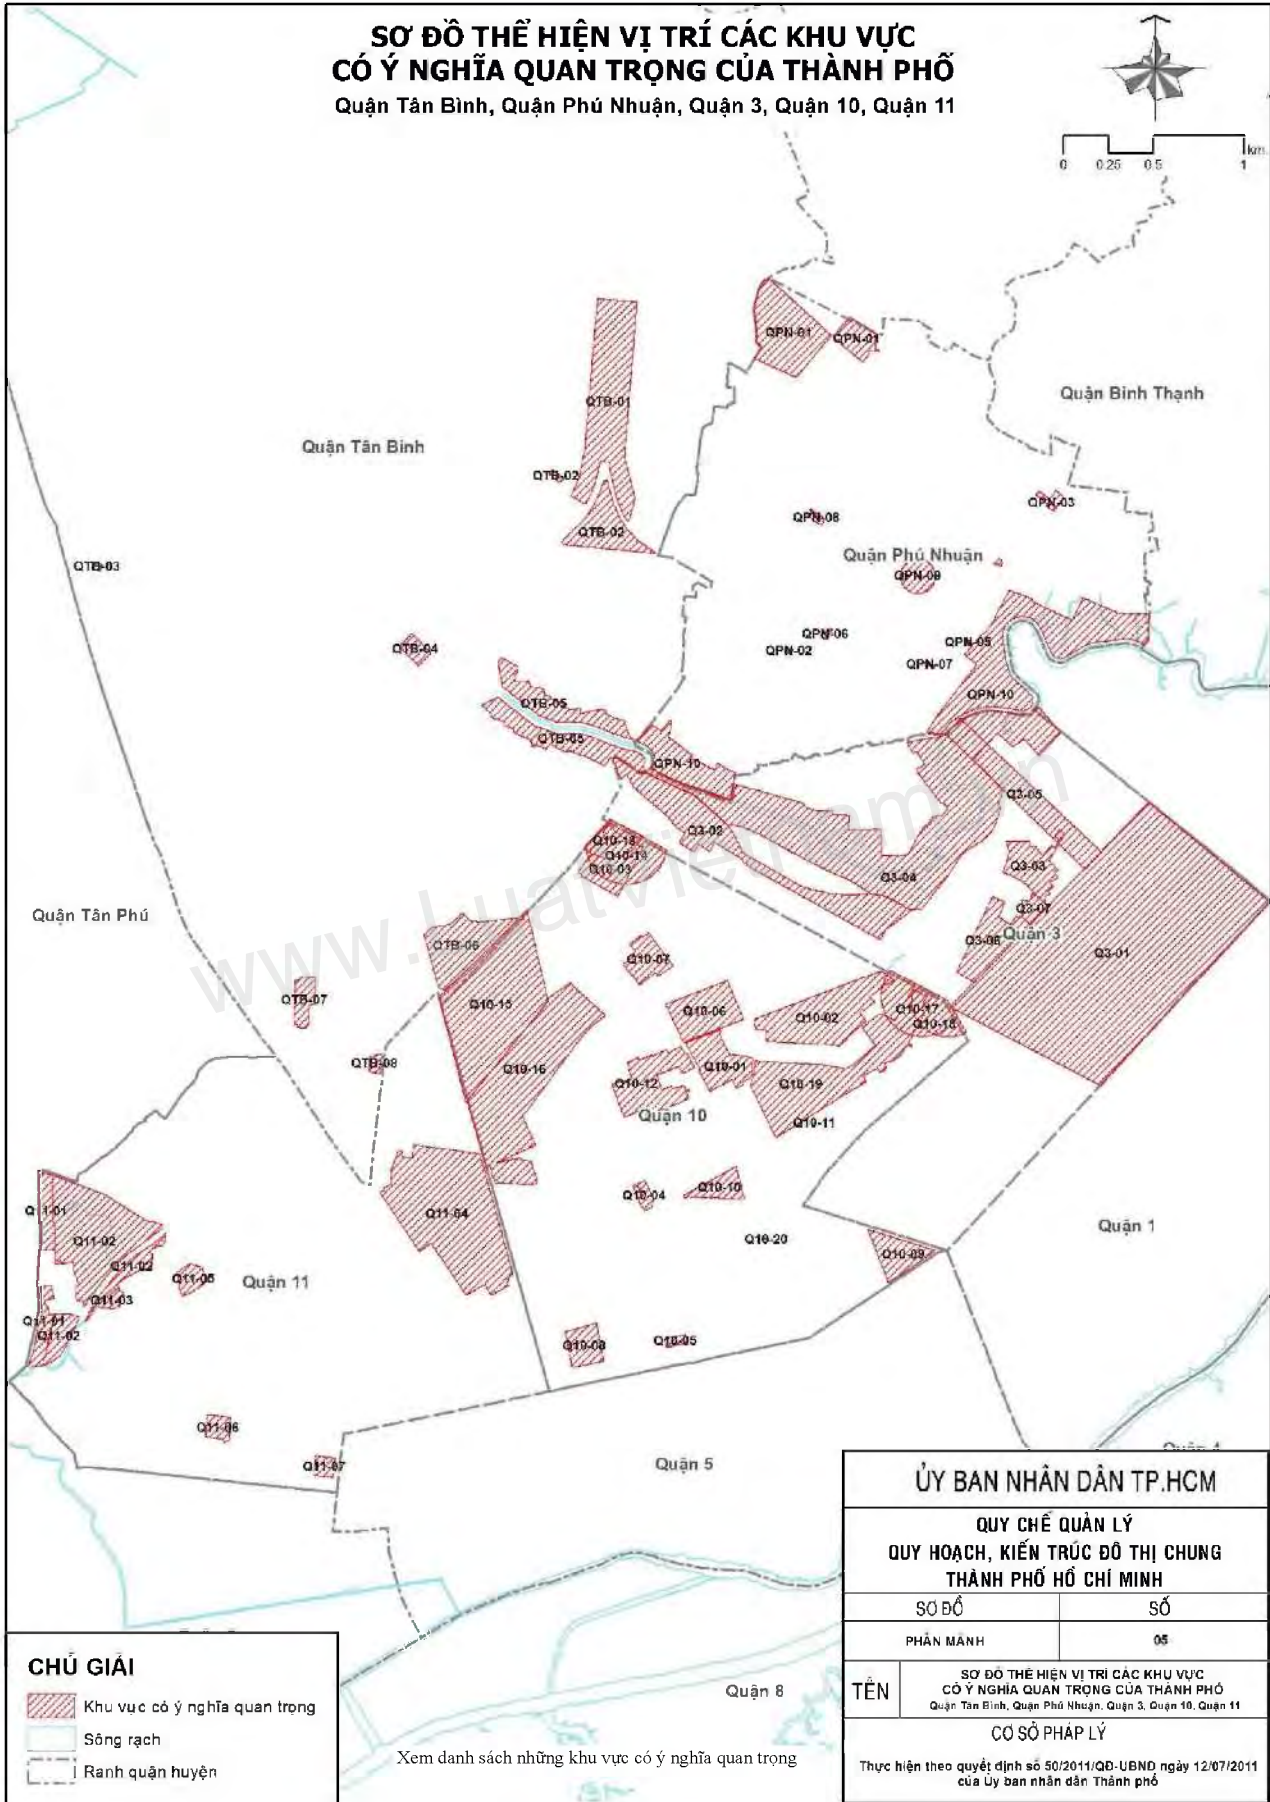 SƠ ĐỒ THỂ HIỆN VỊ TRÍ CÁC KHU VỰC
CÓ Ý NGHĨA QUAN TRỌNG CỦA THÀNH PHỐ
Quận Tân Bình, Quận Phú Nhuận, Quận 3, Quận 10, Quận 11
0 0.25 0.5 1 km
QPN-01
QPN-01
Quận Bình Thạnh
QTB-01
Quận Tân Bình
QTB-02
QPN-03
QPN-08
QTB-02
Quận Phú Nhuận
QTB-03
QPN-09
QPN-06
QPN-05
QTB-04
QPN-02
QPN-07
QPN-10
QTB-05
QTB-05
QPN-10
Q3-05
Q3-02
Q10-13
Q10-14
Q10-03
Q3-03
Q3-04
Q3-07
Quận Tân Phú
Quận 3
QTB-06
Q3-06
Q3-01
Q10-07
QTB-07
Q10-15
Q10-06
Q10-02
Q10-17
Q10-18
QTB-08
Q10-16
Q10-01
Q10-12
Q10-19
Quận 10
Q10-11
Q10-04
Q10-10
Q11-01
Q11-04
Quận 1
Q11-02
Q10-20
Q10-09
Q11-02
Q11-05
Quận 11
Q11-03
Q11-01
Q11-02
Q10-08
Q10-05
Q11-06
Q11-07
Quận 5
Quận 4
www.Luatvietnam.vn
ỦY BAN NHÂN DÂN TP.HCM
QUY CHẾ QUẢN LÝ
QUY HOẠCH, KIẾN TRÚC ĐÔ THỊ CHUNG
THÀNH PHỐ HỒ CHÍ MINH
SƠ ĐỒ SỐ
PHÂN MẢNH 05
TÊN
SƠ ĐỒ THỂ HIỆN VỊ TRÍ CÁC KHU VỰC
CÓ Ý NGHĨA QUAN TRỌNG CỦA THÀNH PHỐ
Quận Tân Bình, Quận Phú Nhuận, Quận 3, Quận 10, Quận 11
CƠ SỞ PHÁP LÝ
Thực hiện theo quyết định số 50/2011/QĐ-UBND ngày 12/07/2011
của Ủy ban nhân dân Thành phố
CHÚ GIẢI
Khu vực có ý nghĩa quan trọng
Sông rạch
Ranh quận huyện
Quận 8
Xem danh sách những khu vực có ý nghĩa quan trọng